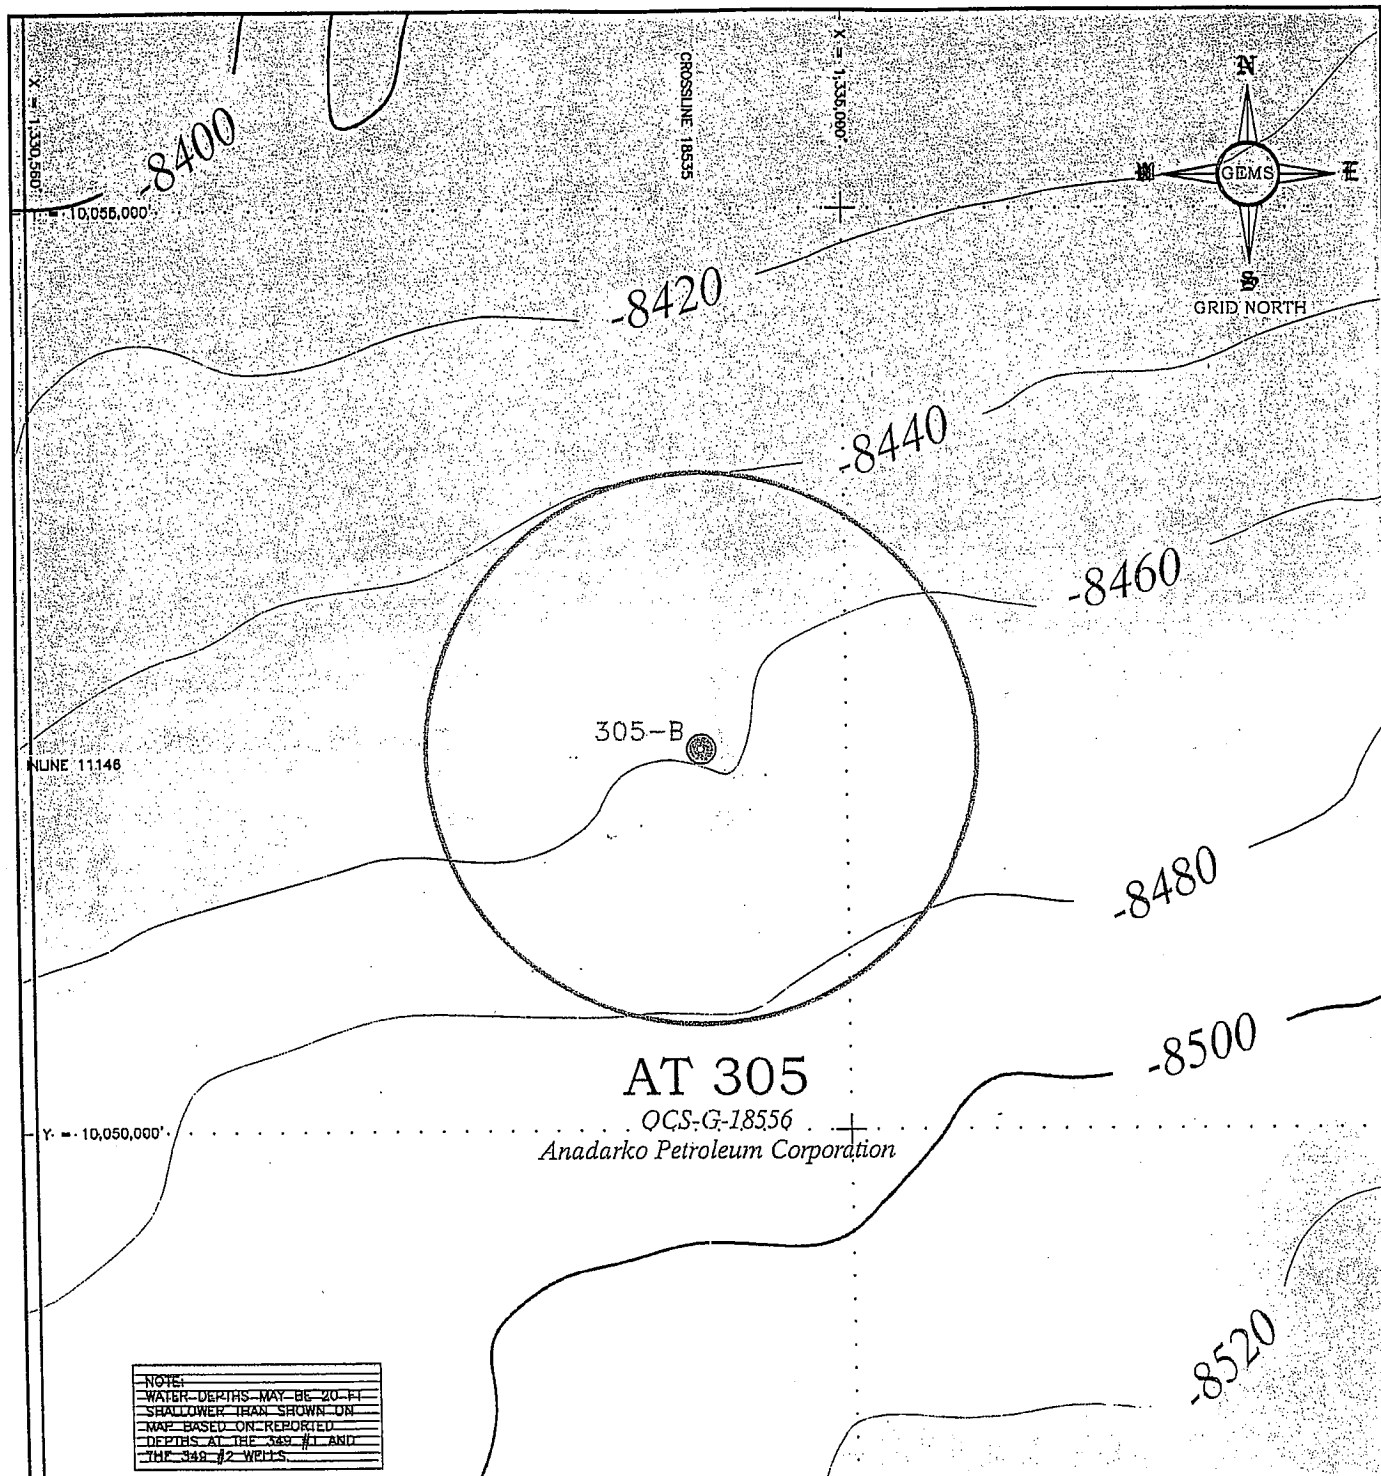 X = 1,330,560'
CROSSLINE 18535
X = 1,335,000'
N
-8400
GEMS
E
10,055,000'
S
-8420
GRID NORTH
-8440
-8460
305-B
INLINE 11146
-8480
-8500
AT 305
OCS-G-18556
Y = 10,050,000'
Anadarko Petroleum Corporation
-8520
NOTE:
WATER DEPTHS MAY BE 20 FT
SHALLOWER THAN SHOWN ON
MAP BASED ON REPORTED
DEPTHS AT THE 349 #1 AND
THE 349 #2 WELLS.